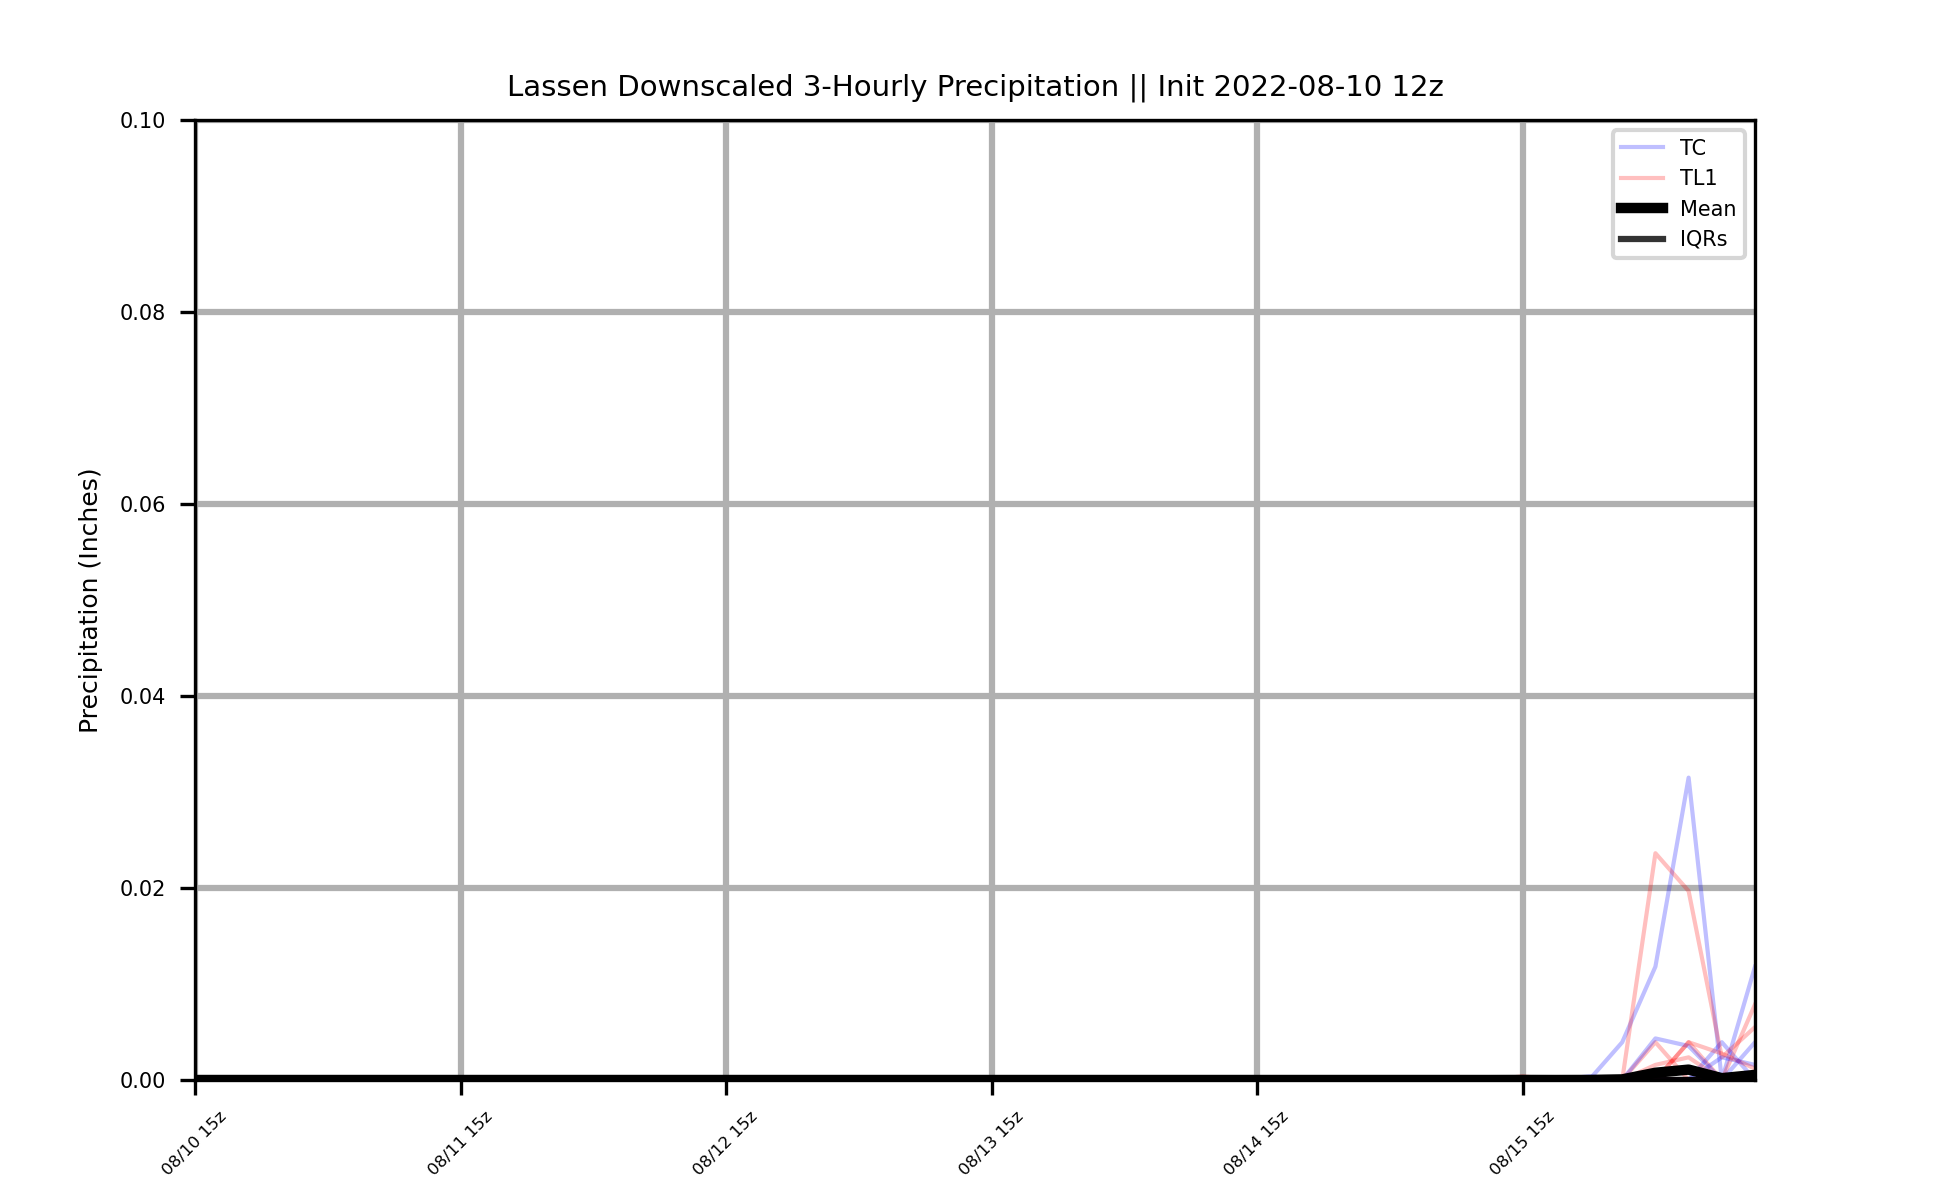 Lassen Downscaled 3-Hourly Precipitation || Init 2022-08-10 12z
Precipitation (Inches)
0.10
0.08
0.06
0.04
0.02
0.00
TC
TL1
Mean
IQRs
08/10 15z
08/11 15z
08/12 15z
08/13 15z
08/14 15z
08/15 15z